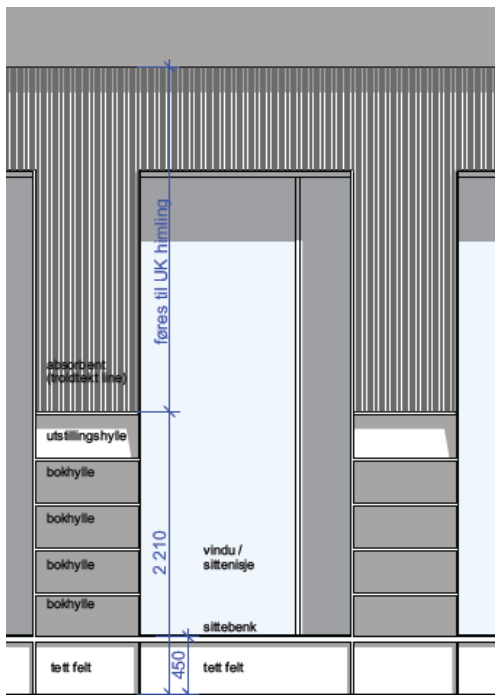 føres til UK himling
absorbent
(troldtekt line)
utstillingshylle
bokhylle
bokhylle
bokhylle
bokhylle
2 210
vindu /
sittenisje
sittebenk
450
tett felt
tett felt